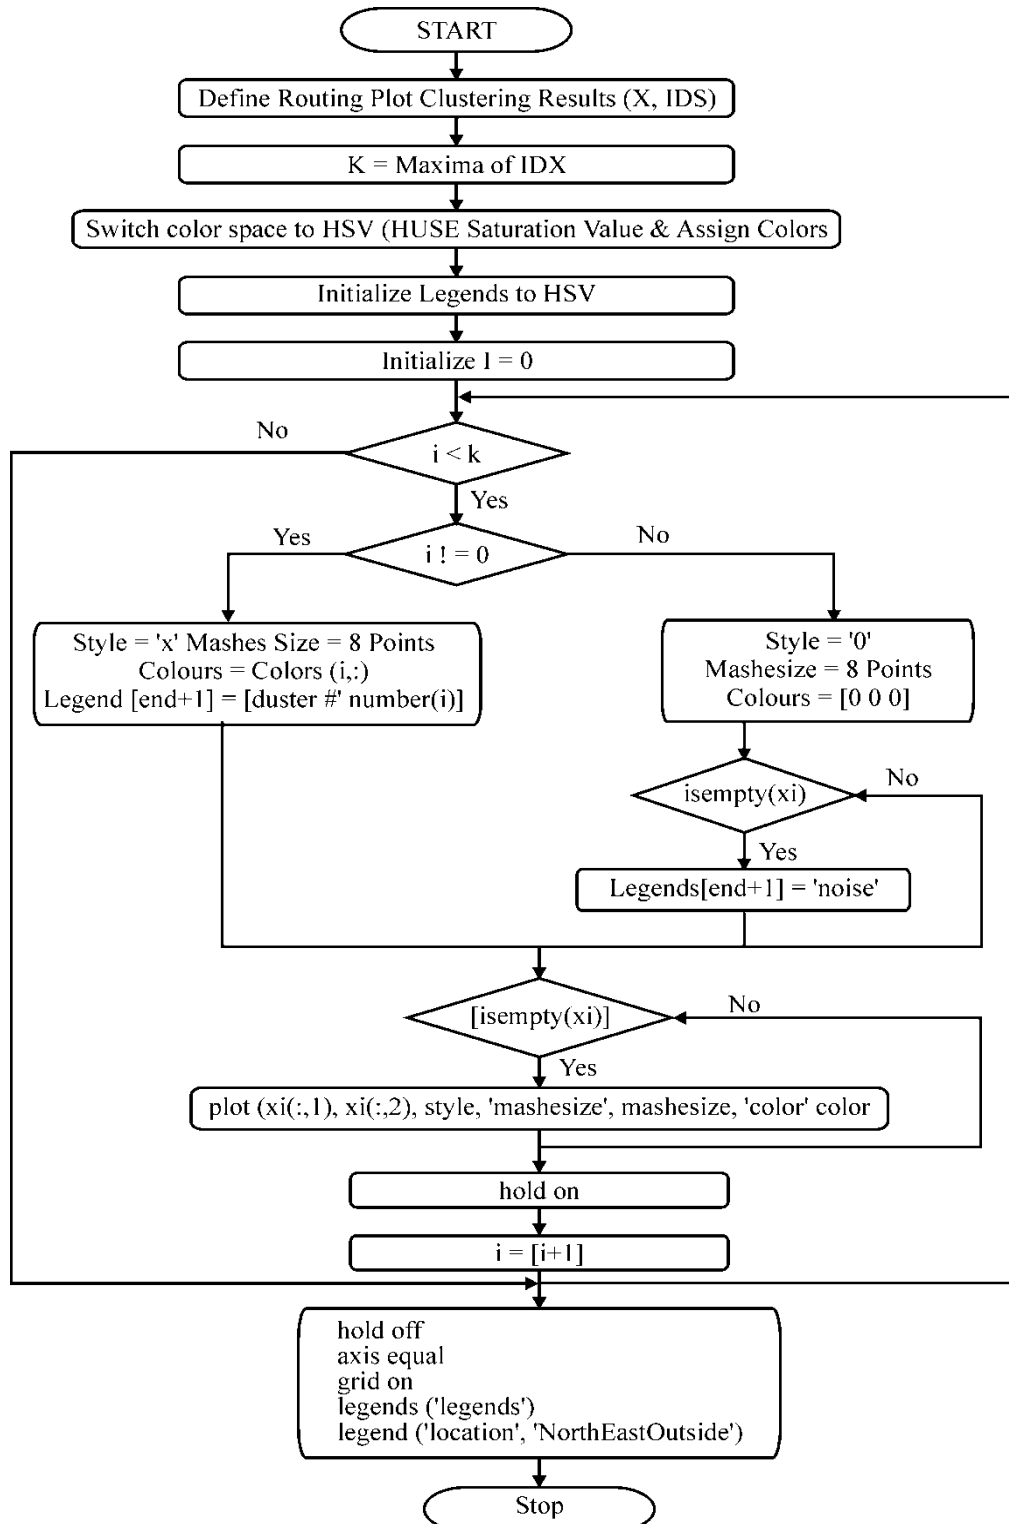 START
Define Routing Plot Clustering Results (X, IDS)
K = Maxima of IDX
Switch color space to HSV (HUSE Saturation Value & Assign Colors
Initialize Legends to HSV
Initialize I = 0
No
i < k
Yes
Yes
i ! = 0
No
Style = 'x' Mashes Size = 8 Points
Colours = Colors (i,:)
Legend [end+1] = [duster #' number(i)]
Style = '0'
Mashesize = 8 Points
Colours = [0 0 0]
isempty(xi)
No
Yes
Legends[end+1] = 'noise'
[isempty(xi)]
No
Yes
plot (xi(:,1), xi(:,2), style, 'mashesize', mashesize, 'color' color
hold on
i = [i+1]
hold off
axis equal
grid on
legends ('legends')
legend ('location', 'NorthEastOutside')
Stop